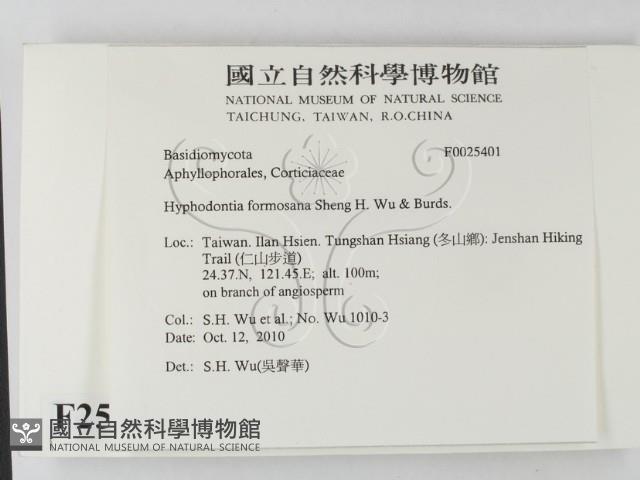 國立自然科學博物館
NATIONAL MUSEUM OF NATURAL SCIENCE
TAICHUNG, TAIWAN, R.O.CHINA
Basidiomycota F0025401
Aphyllophorales, Corticiaceae
Hyphodontia formosana Sheng H. Wu & Burds.
Loc.: Taiwan. Ilan Hsien. Tungshan Hsiang (冬山鄉): Jenshan Hiking
Trail (仁山步道)
24.37.N, 121.45.E; alt. 100m;
on branch of angiosperm
Col.: S.H. Wu et al.; No. Wu 1010-3
Date: Oct. 12, 2010
Det.: S.H. Wu(吳聲華)
F25
國立自然科學博物館
NATIONAL MUSEUM OF NATURAL SCIENCE